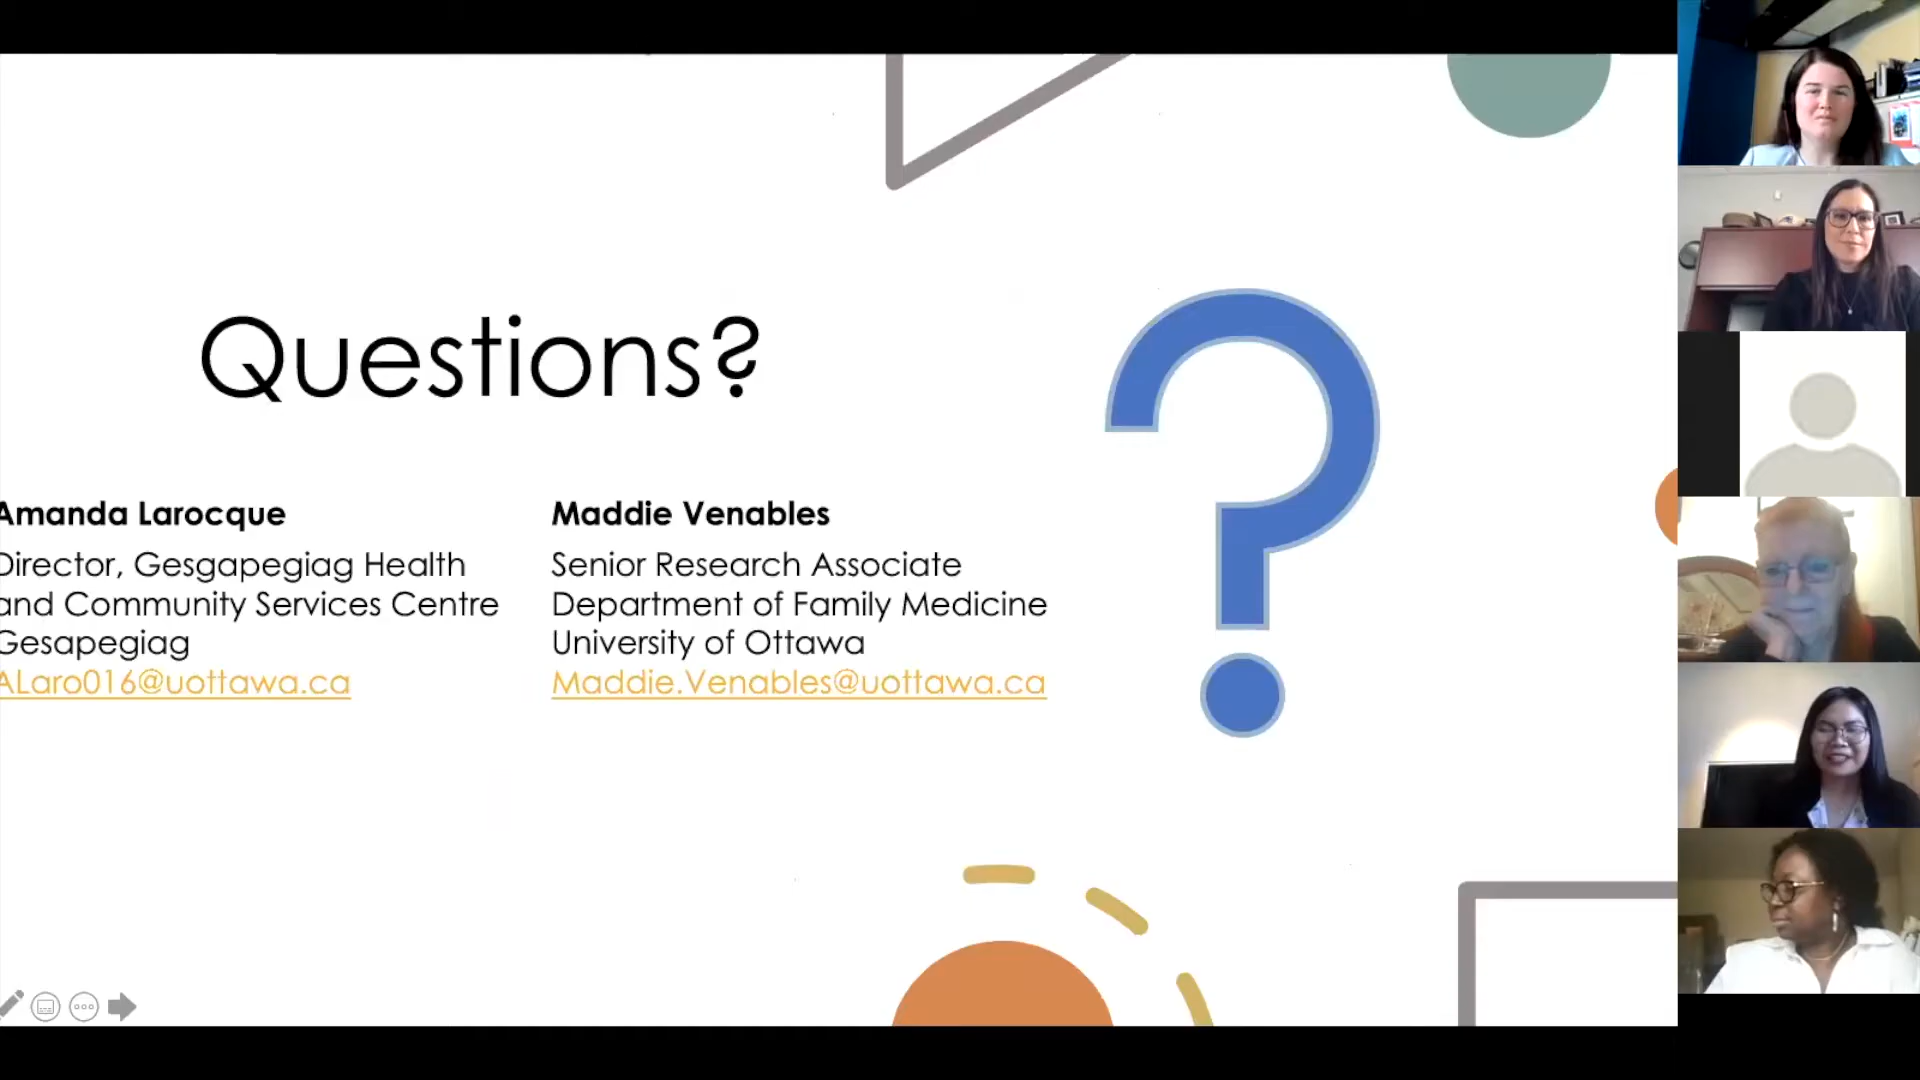 Questions?
Amanda Larocque
Director, Gesgapegiag Health
and Community Services Centre
Gesapegiag
ALaro016@uottawa.ca
Maddie Venables
Senior Research Associate
Department of Family Medicine
University of Ottawa
Maddie.Venables@uottawa.ca
?